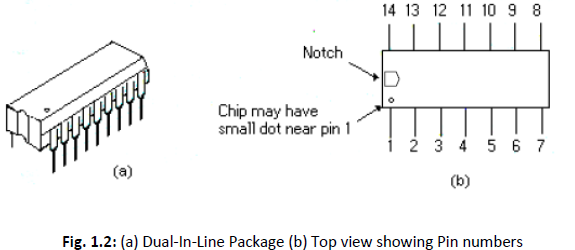 14 13 12 11 10 9 8
Notch
Chip may have
small dot near pin 1
1 2 3 4 5 6 7
(a)
(b)
Fig. 1.2: (a) Dual-In-Line Package (b) Top view showing Pin numbers